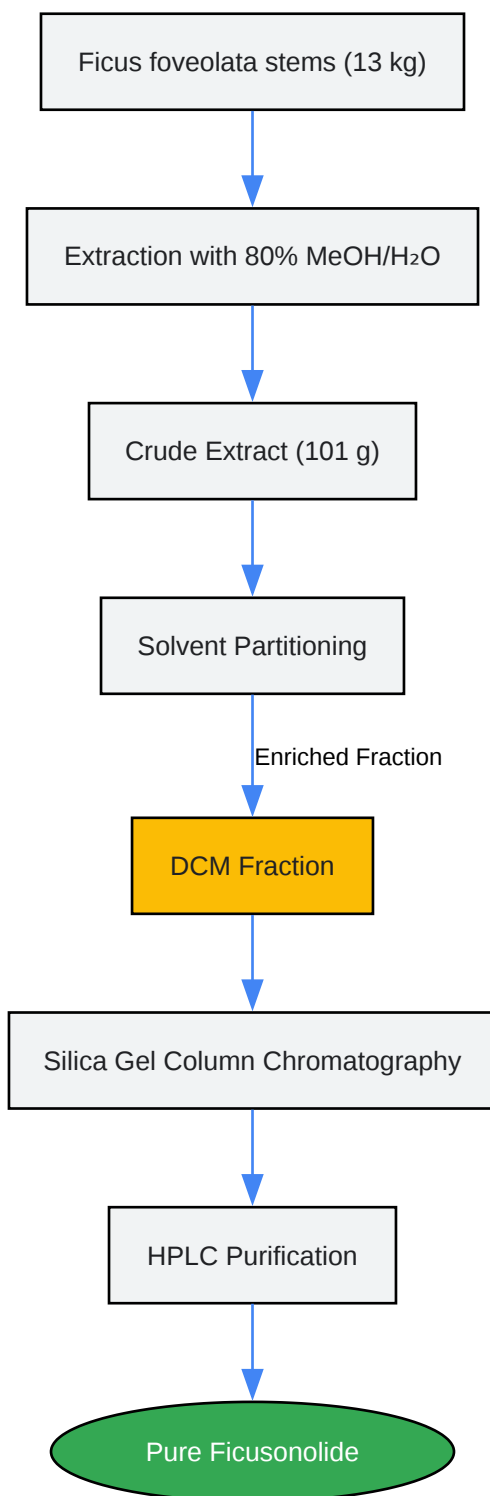 Ficus foveolata stems (13 kg)
Extraction with 80% MeOH/H₂O
Crude Extract (101 g)
Solvent Partitioning
Enriched Fraction
DCM Fraction
Silica Gel Column Chromatography
HPLC Purification
Pure Ficusonolide